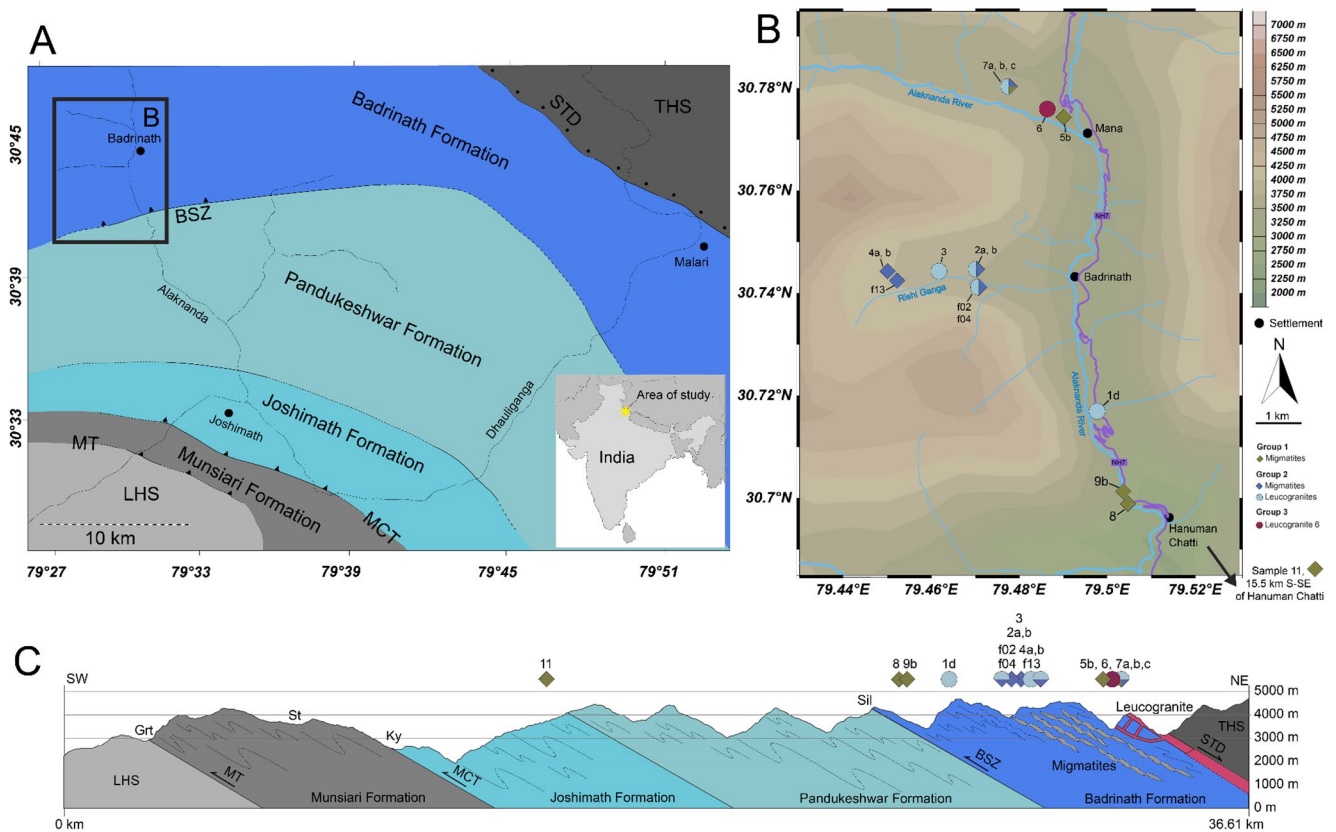 A
30°45
30°39
30°33
79°27
79°33
79°39
79°45
79°51
B
Badrinath
Badrinath Formation
STD
THS
BSZ
Malari
Pandukeshwar Formation
Alaknanda
Dhauliganga
Joshimath Formation
Joshimath
MT
Munsiari Formation
MCT
LHS
10 km
Area of study
India
B
30.78°N
30.76°N
30.74°N
30.72°N
30.7°N
79.44°E
79.46°E
79.48°E
79.5°E
79.52°E
7a, b, c
Alaknanda River
6
5b
Mana
NH7
4a, b
f13
3
2a, b
f02
f04
Rishi Ganga
Badrinath
Alaknanda River
1d
NH7
9b
8
Hanuman
Chatti
7000 m
6500 m
6250 m
5750 m
5500 m
5250 m
5000 m
4500 m
4250 m
4000 m
3750 m
3500 m
3250 m
3000 m
2750 m
2500 m
2250 m
2000 m
Settlement
N
1 km
Group 1
Migmatites
Group 2
Migmatites
Leucogranites
Group 3
Leucogranite 6
Sample 11,
15.5 km S-SE
of Hanuman Chatti
C
SW
NE
11
8 9b
1d
3
2a,b
f02 4a,b
f04 f13
5b 6, 7a,b,c
5000 m
4000 m
3000 m
2000 m
1000 m
0 m
Grt
St
Ky
Sil
Leucogranite
THS
STD
LHS
MT
Munsiari Formation
MCT
Joshimath Formation
Pandukeshwar Formation
BSZ
Migmatites
Badrinath Formation
0 km
36.61 km